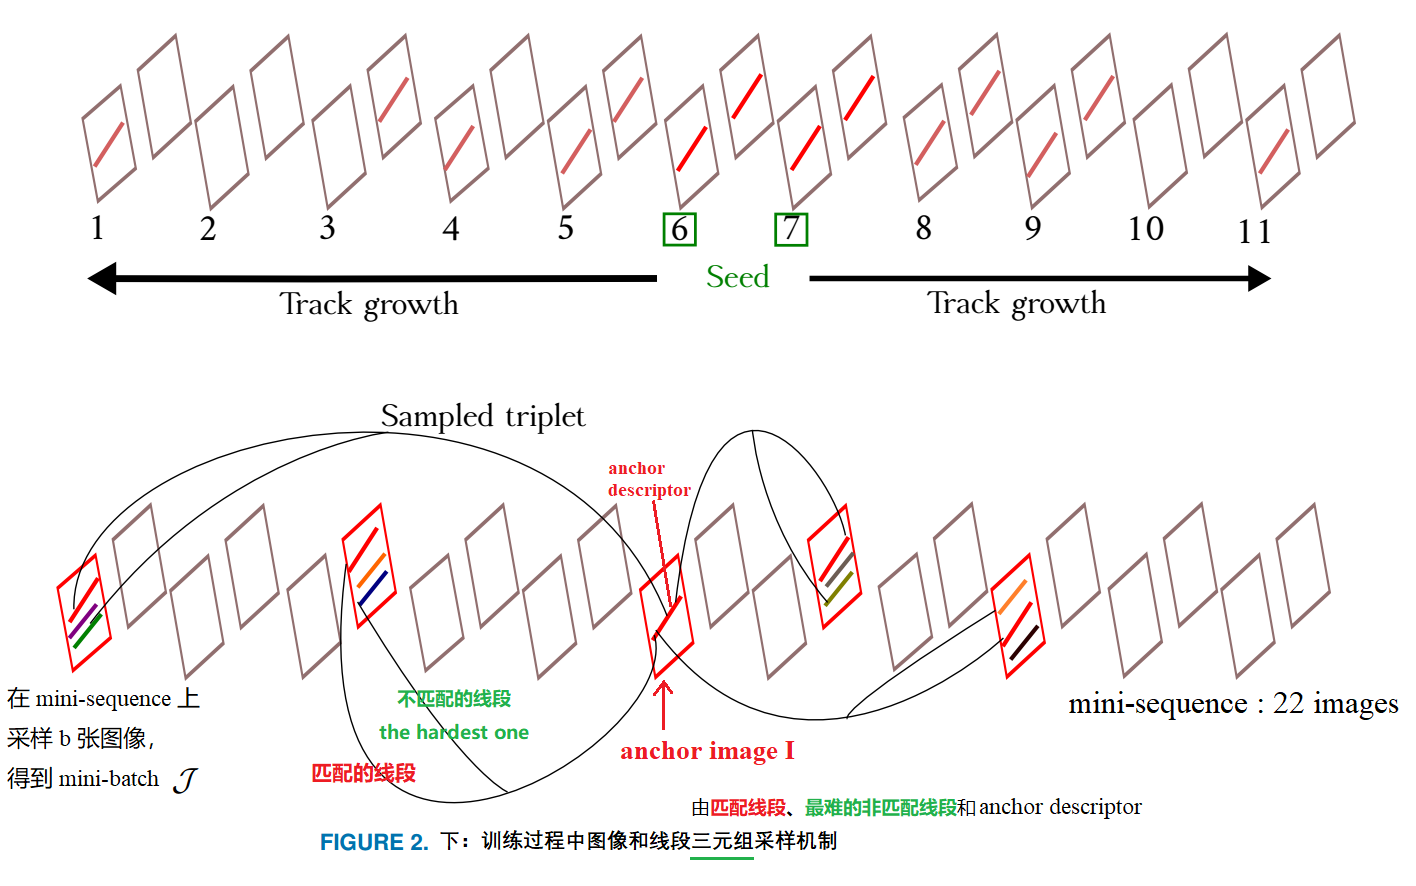 1 2 3 4 5 6 7 8 9 10 11
Seed
Track growth
Track growth
Sampled triplet
anchor
descriptor
在 mini-sequence 上
采样 b 张图像，
得到 mini-batch 𝒥
不匹配的线段
the hardest one
匹配的线段
anchor image I
mini-sequence : 22 images
由匹配线段、最难的非匹配线段和 anchor descriptor
FIGURE 2. 下：训练过程中图像和线段三元组采样机制